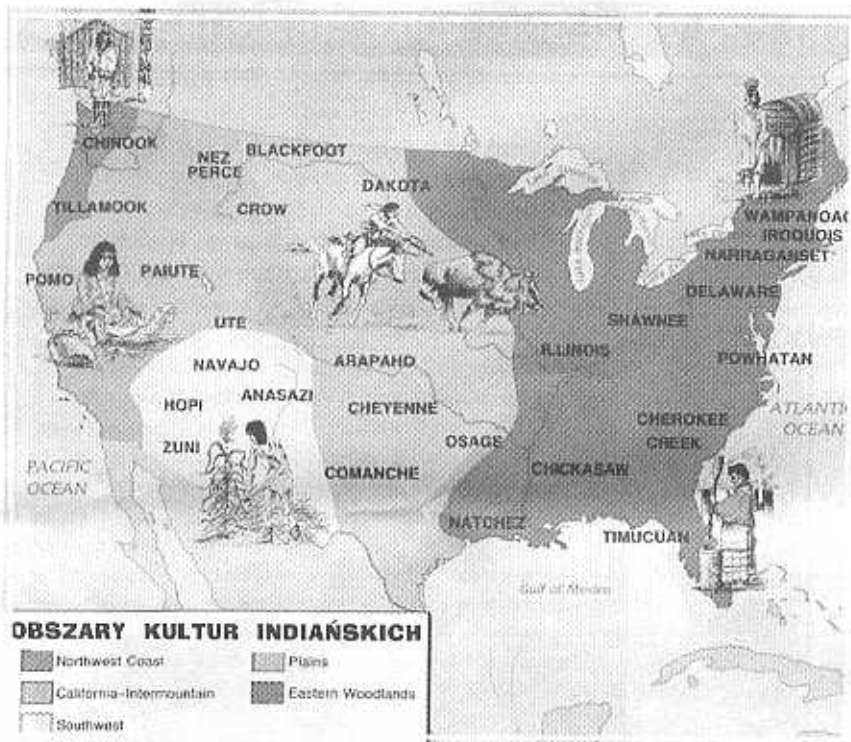 CHINOOK
NEZ
PERCE
BLACKFOOT
DAKOTA
TILLAMOOK
CROW
WAMPANOAG
IROQUOIS
NARRAGANSET
POMO
PAIUTE
DELAWARE
UTE
SHAWNEE
ILLINOIS
NAVAJO
ARAPAHO
POWHATAN
HOPI
ANASAZI
CHEYENNE
CHEROKEE
ATLANTIC
OCEAN
ZUNI
OSAGE
CREEK
PACIFIC
OCEAN
COMANCHE
CHICKASAW
NATCHEZ
TIMUCUAN
Gulf of Mexico
OBSZARY KULTUR INDIAŃSKICH
Northwest Coast
Plains
California-Intermountain
Eastern Woodlands
Southwest